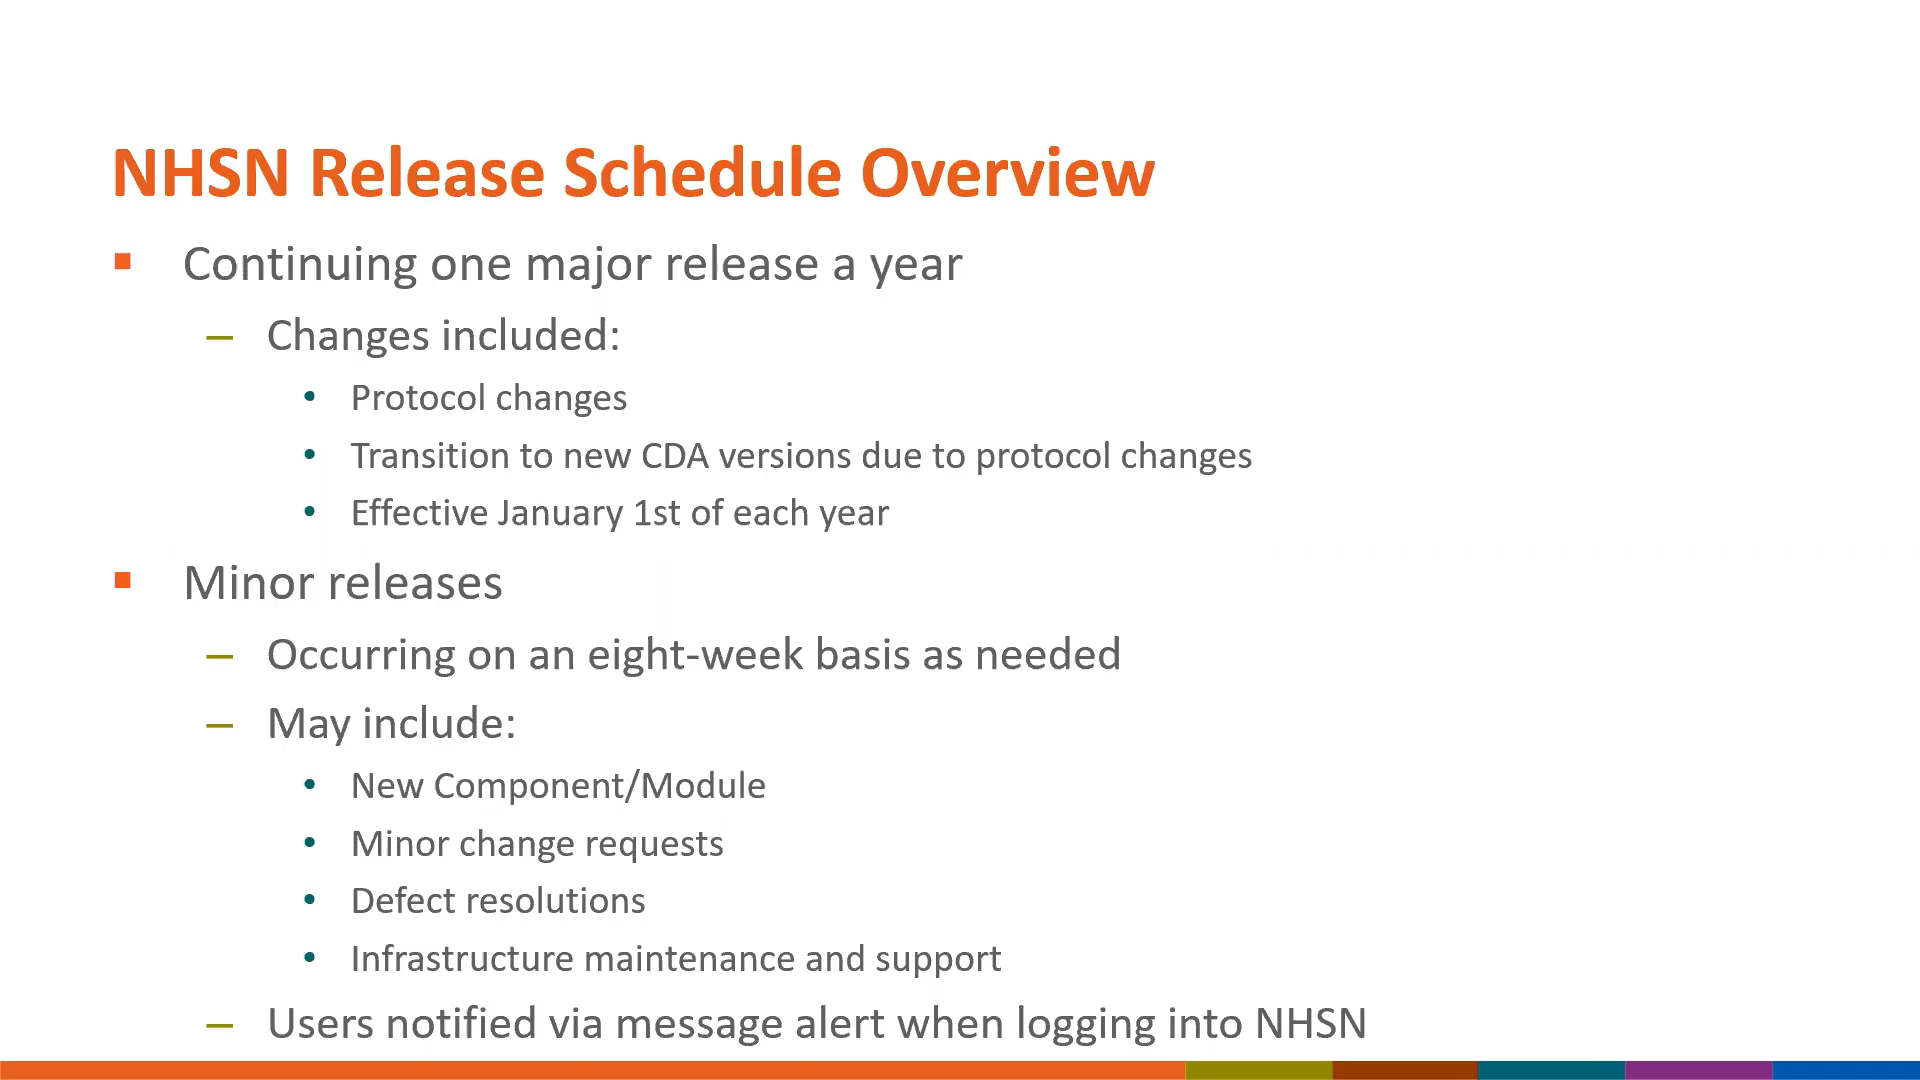 NHSN Release Schedule Overview
Continuing one major release a year
– Changes included:
• Protocol changes
• Transition to new CDA versions due to protocol changes
• Effective January 1st of each year
Minor releases
– Occurring on an eight-week basis as needed
– May include:
• New Component/Module
• Minor change requests
• Defect resolutions
• Infrastructure maintenance and support
– Users notified via message alert when logging into NHSN